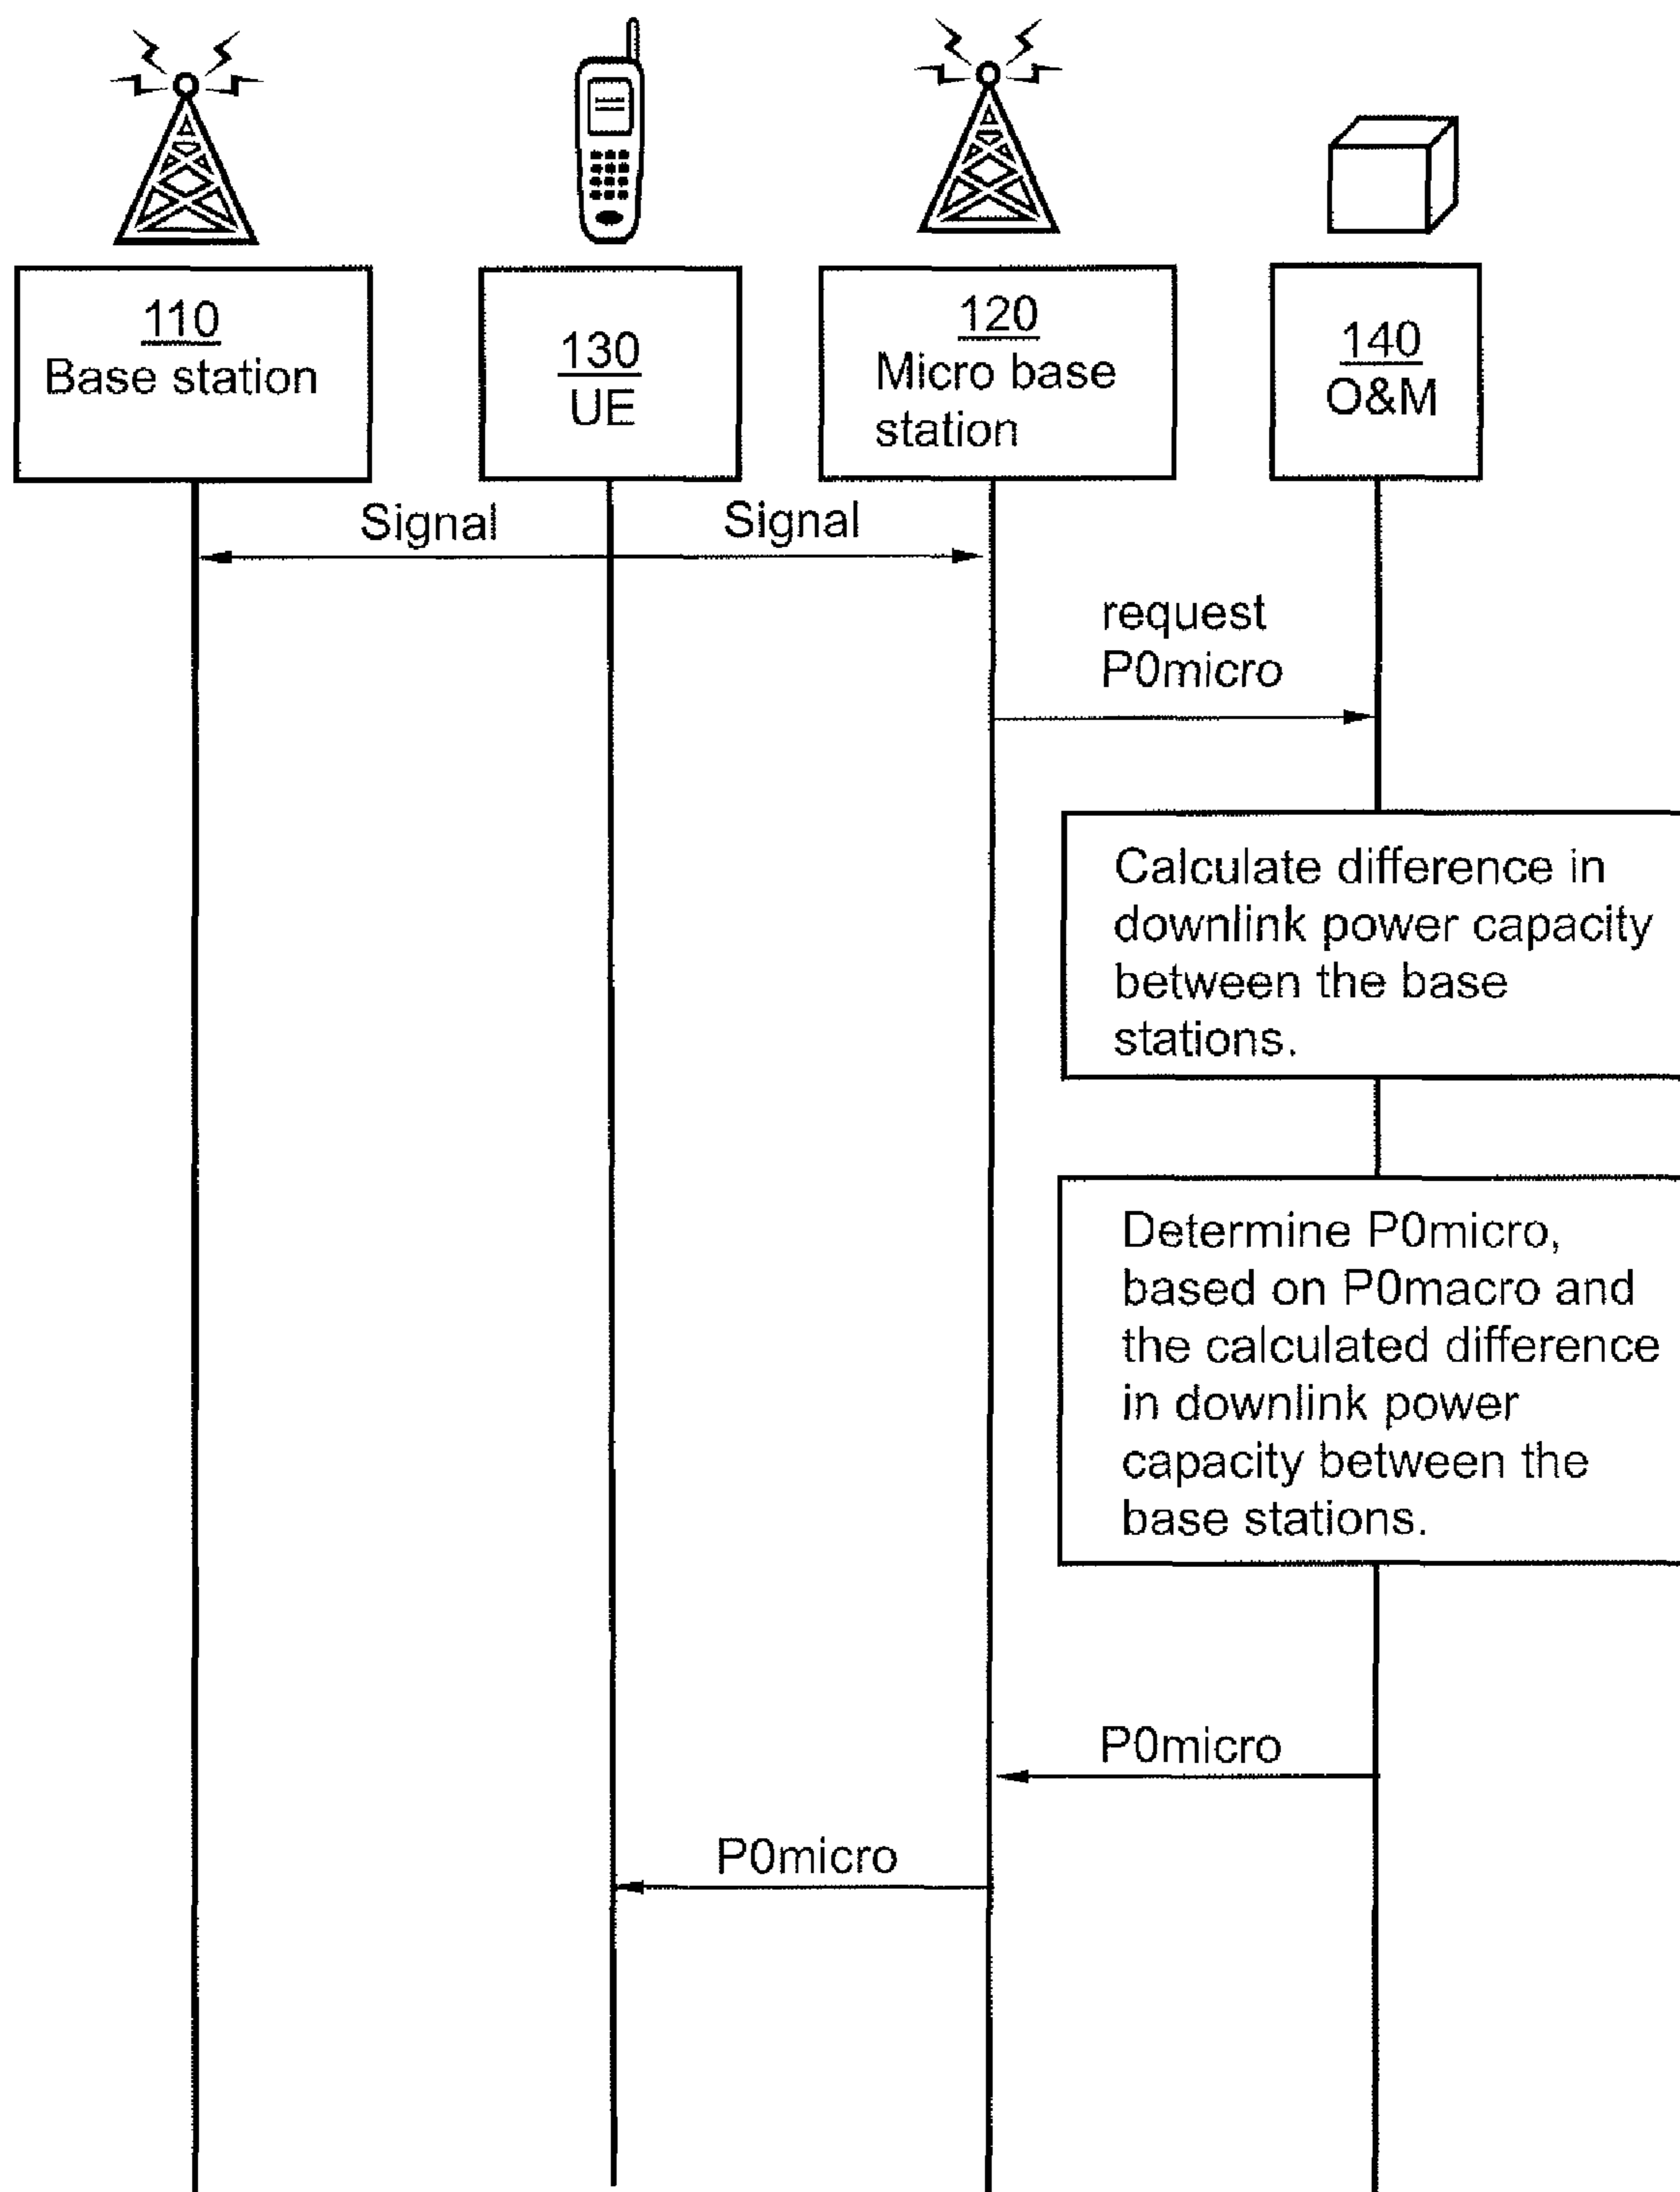 110
Base station
130
UE
120
Micro base
station
140
O&M
Signal
Signal
request
P0micro
Calculate difference in
downlink power capacity
between the base
stations.
Determine P0micro,
based on P0macro and
the calculated difference
in downlink power
capacity between the
base stations.
P0micro
P0micro